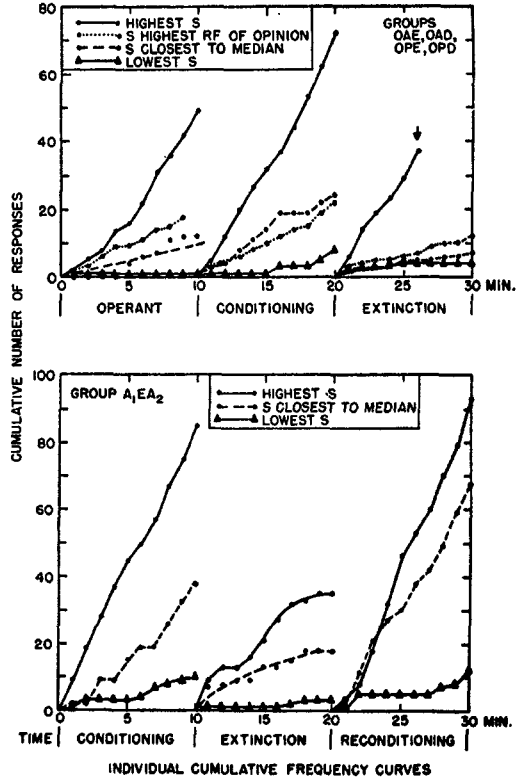 CUMULATIVE NUMBER OF RESPONSES
80
60
40
20
0
HIGHEST S
S HIGHEST RF OF OPINION
S CLOSEST TO MEDIAN
LOWEST S
GROUPS
OAE, OAD,
OPE, OPD
0 5 10 15 20 25 30 MIN.
OPERANT CONDITIONING EXTINCTION
100
80
60
40
20
0
GROUP A₁EA₂
HIGHEST S
S CLOSEST TO MEDIAN
LOWEST S
0 5 10 15 20 25 30 MIN.
TIME CONDITIONING EXTINCTION RECONDITIONING
INDIVIDUAL CUMULATIVE FREQUENCY CURVES